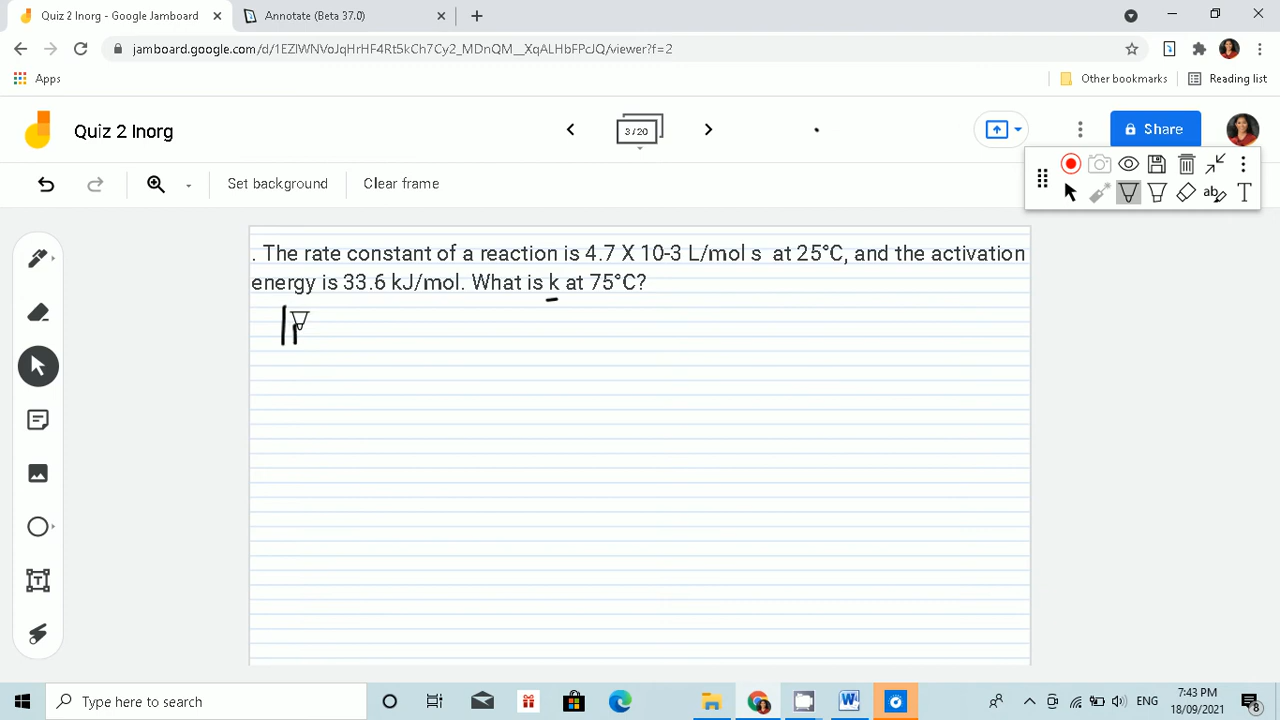 Quiz 2 Inorg - Google Jamboard
Annotate (Beta 37.0)
jamboard.google.com/d/1EZlWNVoJqHrHF4Rt5kCh7Cy2_MDnQM__XqALHbFPcJQ/viewer?f=2
Apps
Other bookmarks
Reading list
Quiz 2 Inorg
3/20
Share
Set background
Clear frame
. The rate constant of a reaction is 4.7 X 10-3 L/mol s at 25°C, and the activation
energy is 33.6 kJ/mol. What is k at 75°C?
Type here to search
ENG
7:43 PM
18/09/2021
8